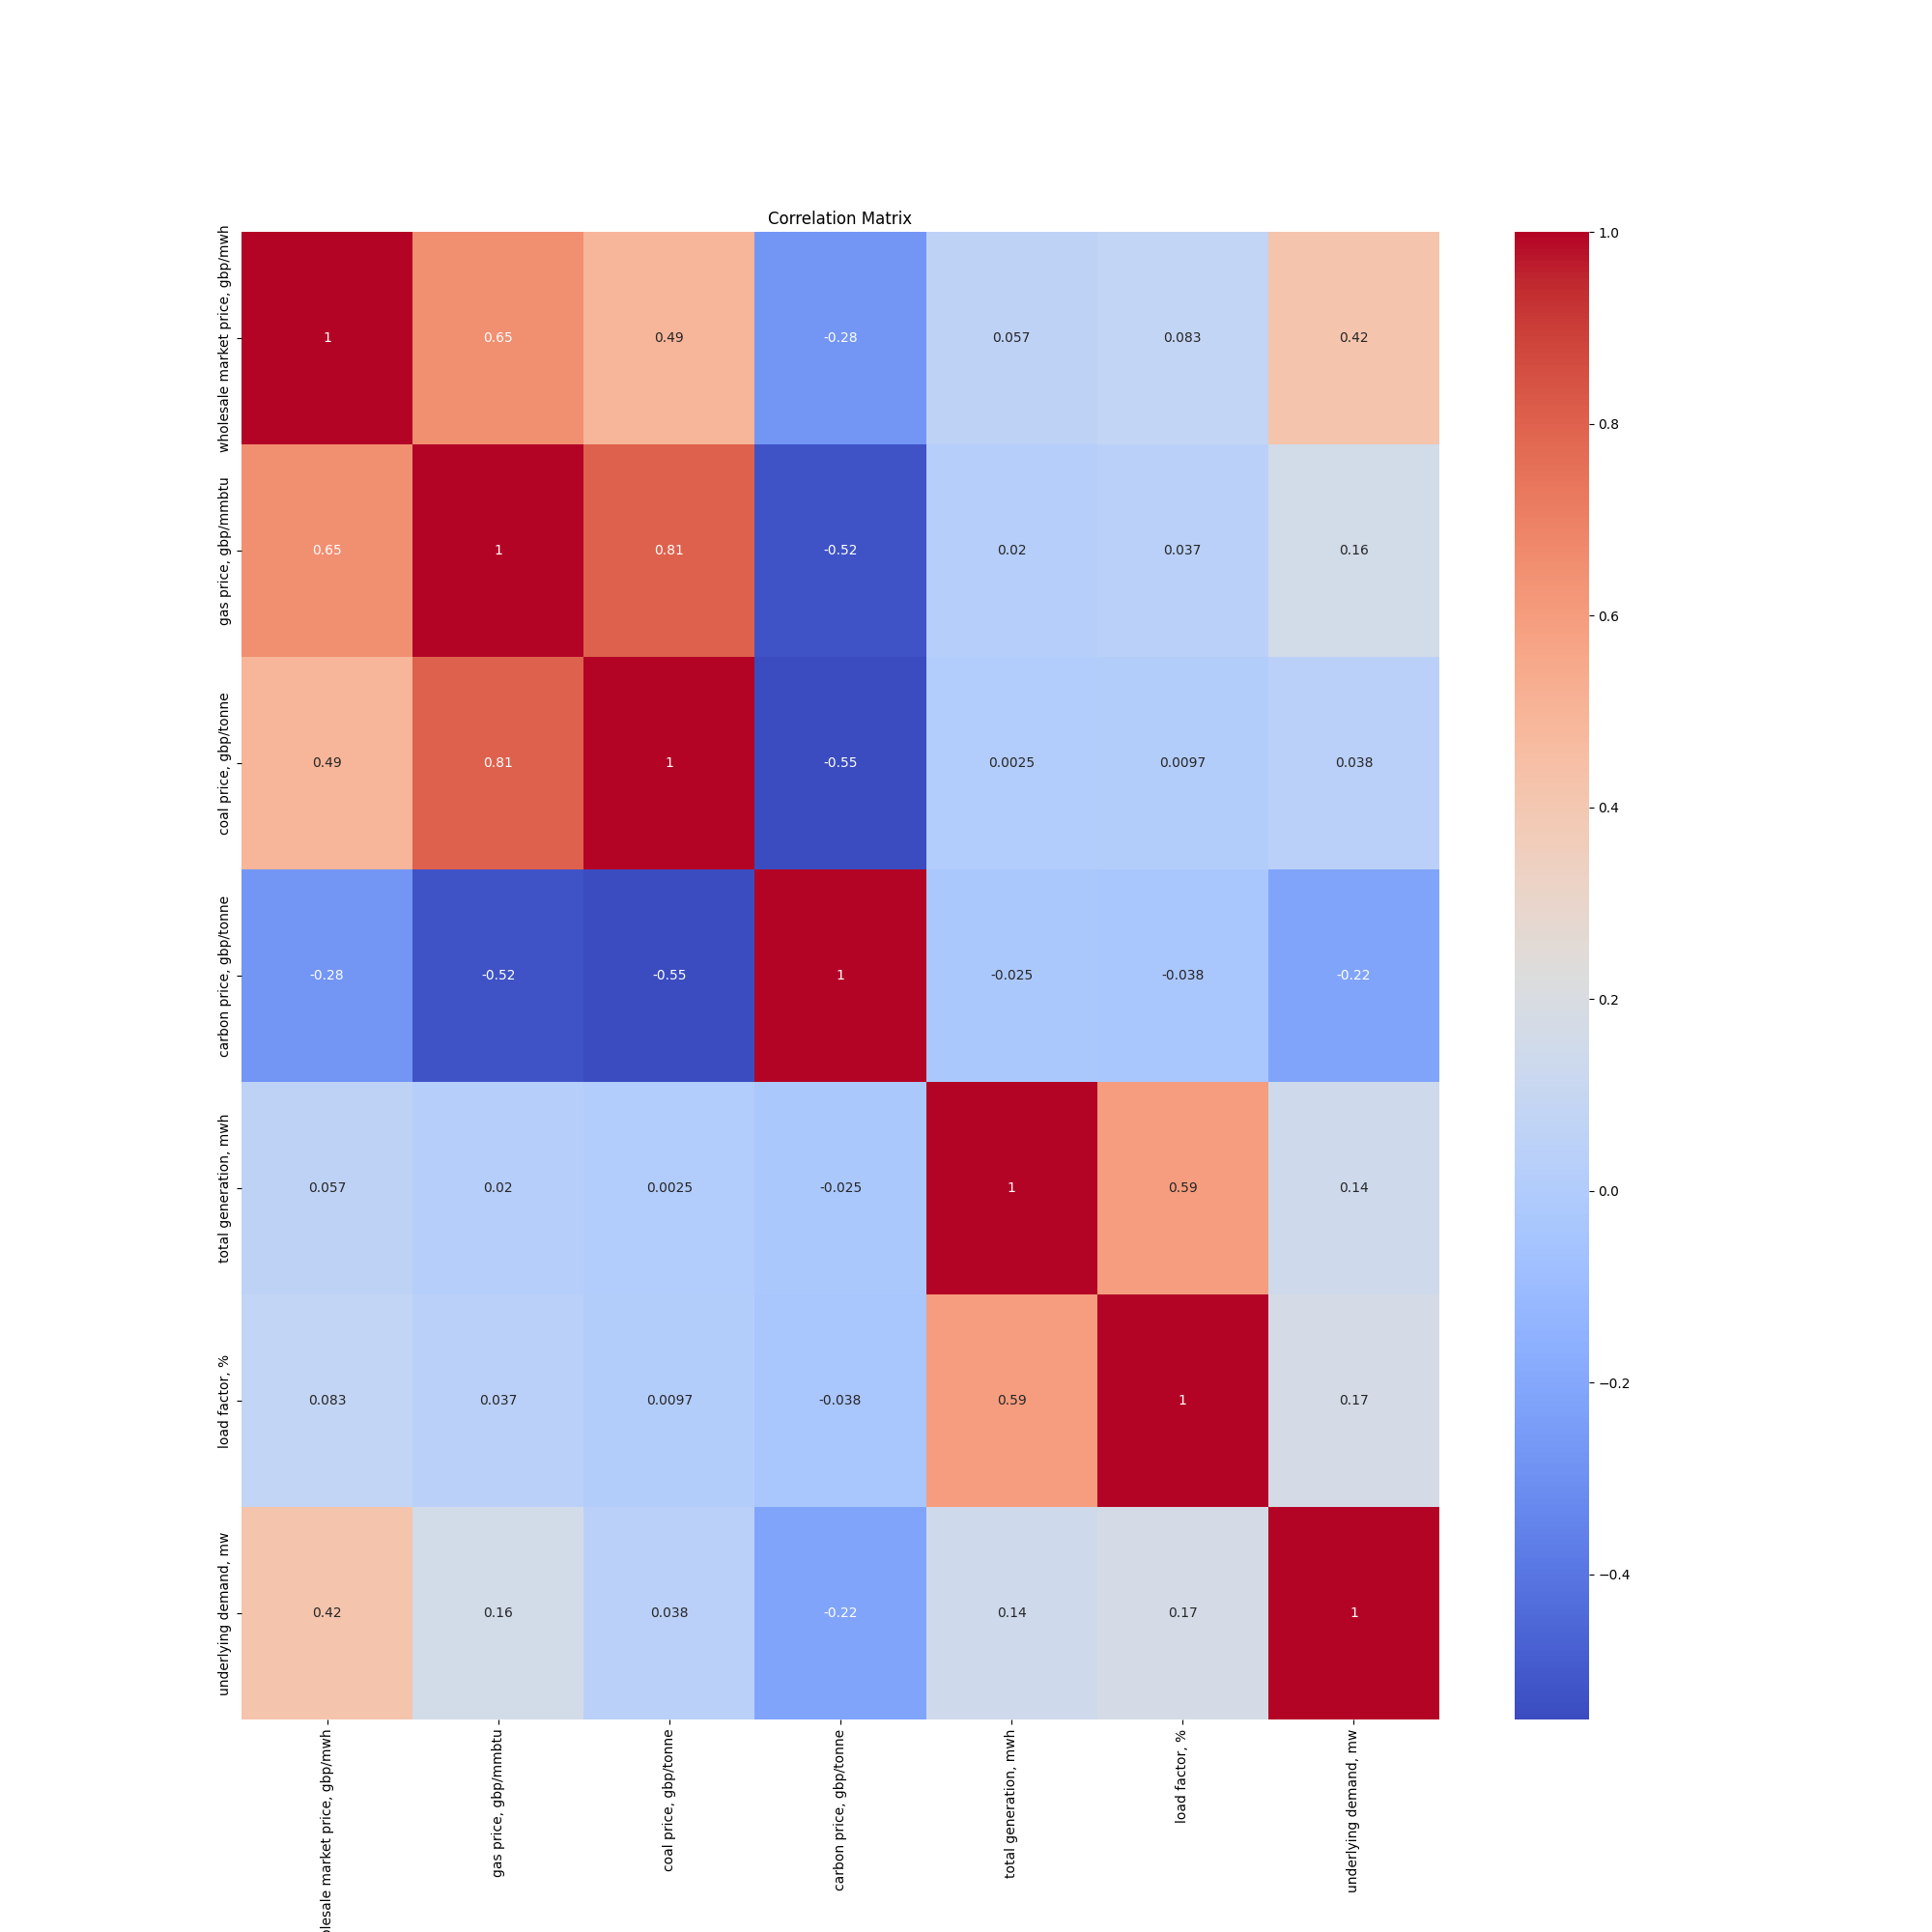 Correlation Matrix
wholesale market price, gbp/mwh
1 0.65 0.49 -0.28 0.057 0.083 0.42
gas price, gbp/mmbtu
0.65 1 0.81 -0.52 0.02 0.037 0.16
coal price, gbp/tonne
0.49 0.81 1 -0.55 0.0025 0.0097 0.038
carbon price, gbp/tonne
-0.28 -0.52 -0.55 1 -0.025 -0.038 -0.22
total generation, mwh
0.057 0.02 0.0025 -0.025 1 0.59 0.14
load factor, %
0.083 0.037 0.0097 -0.038 0.59 1 0.17
underlying demand, mw
0.42 0.16 0.038 -0.22 0.14 0.17 1
lesale market price, gbp/mwh
gas price, gbp/mmbtu
coal price, gbp/tonne
carbon price, gbp/tonne
total generation, mwh
load factor, %
underlying demand, mw
1.0
0.8
0.6
0.4
0.2
0.0
−0.2
−0.4